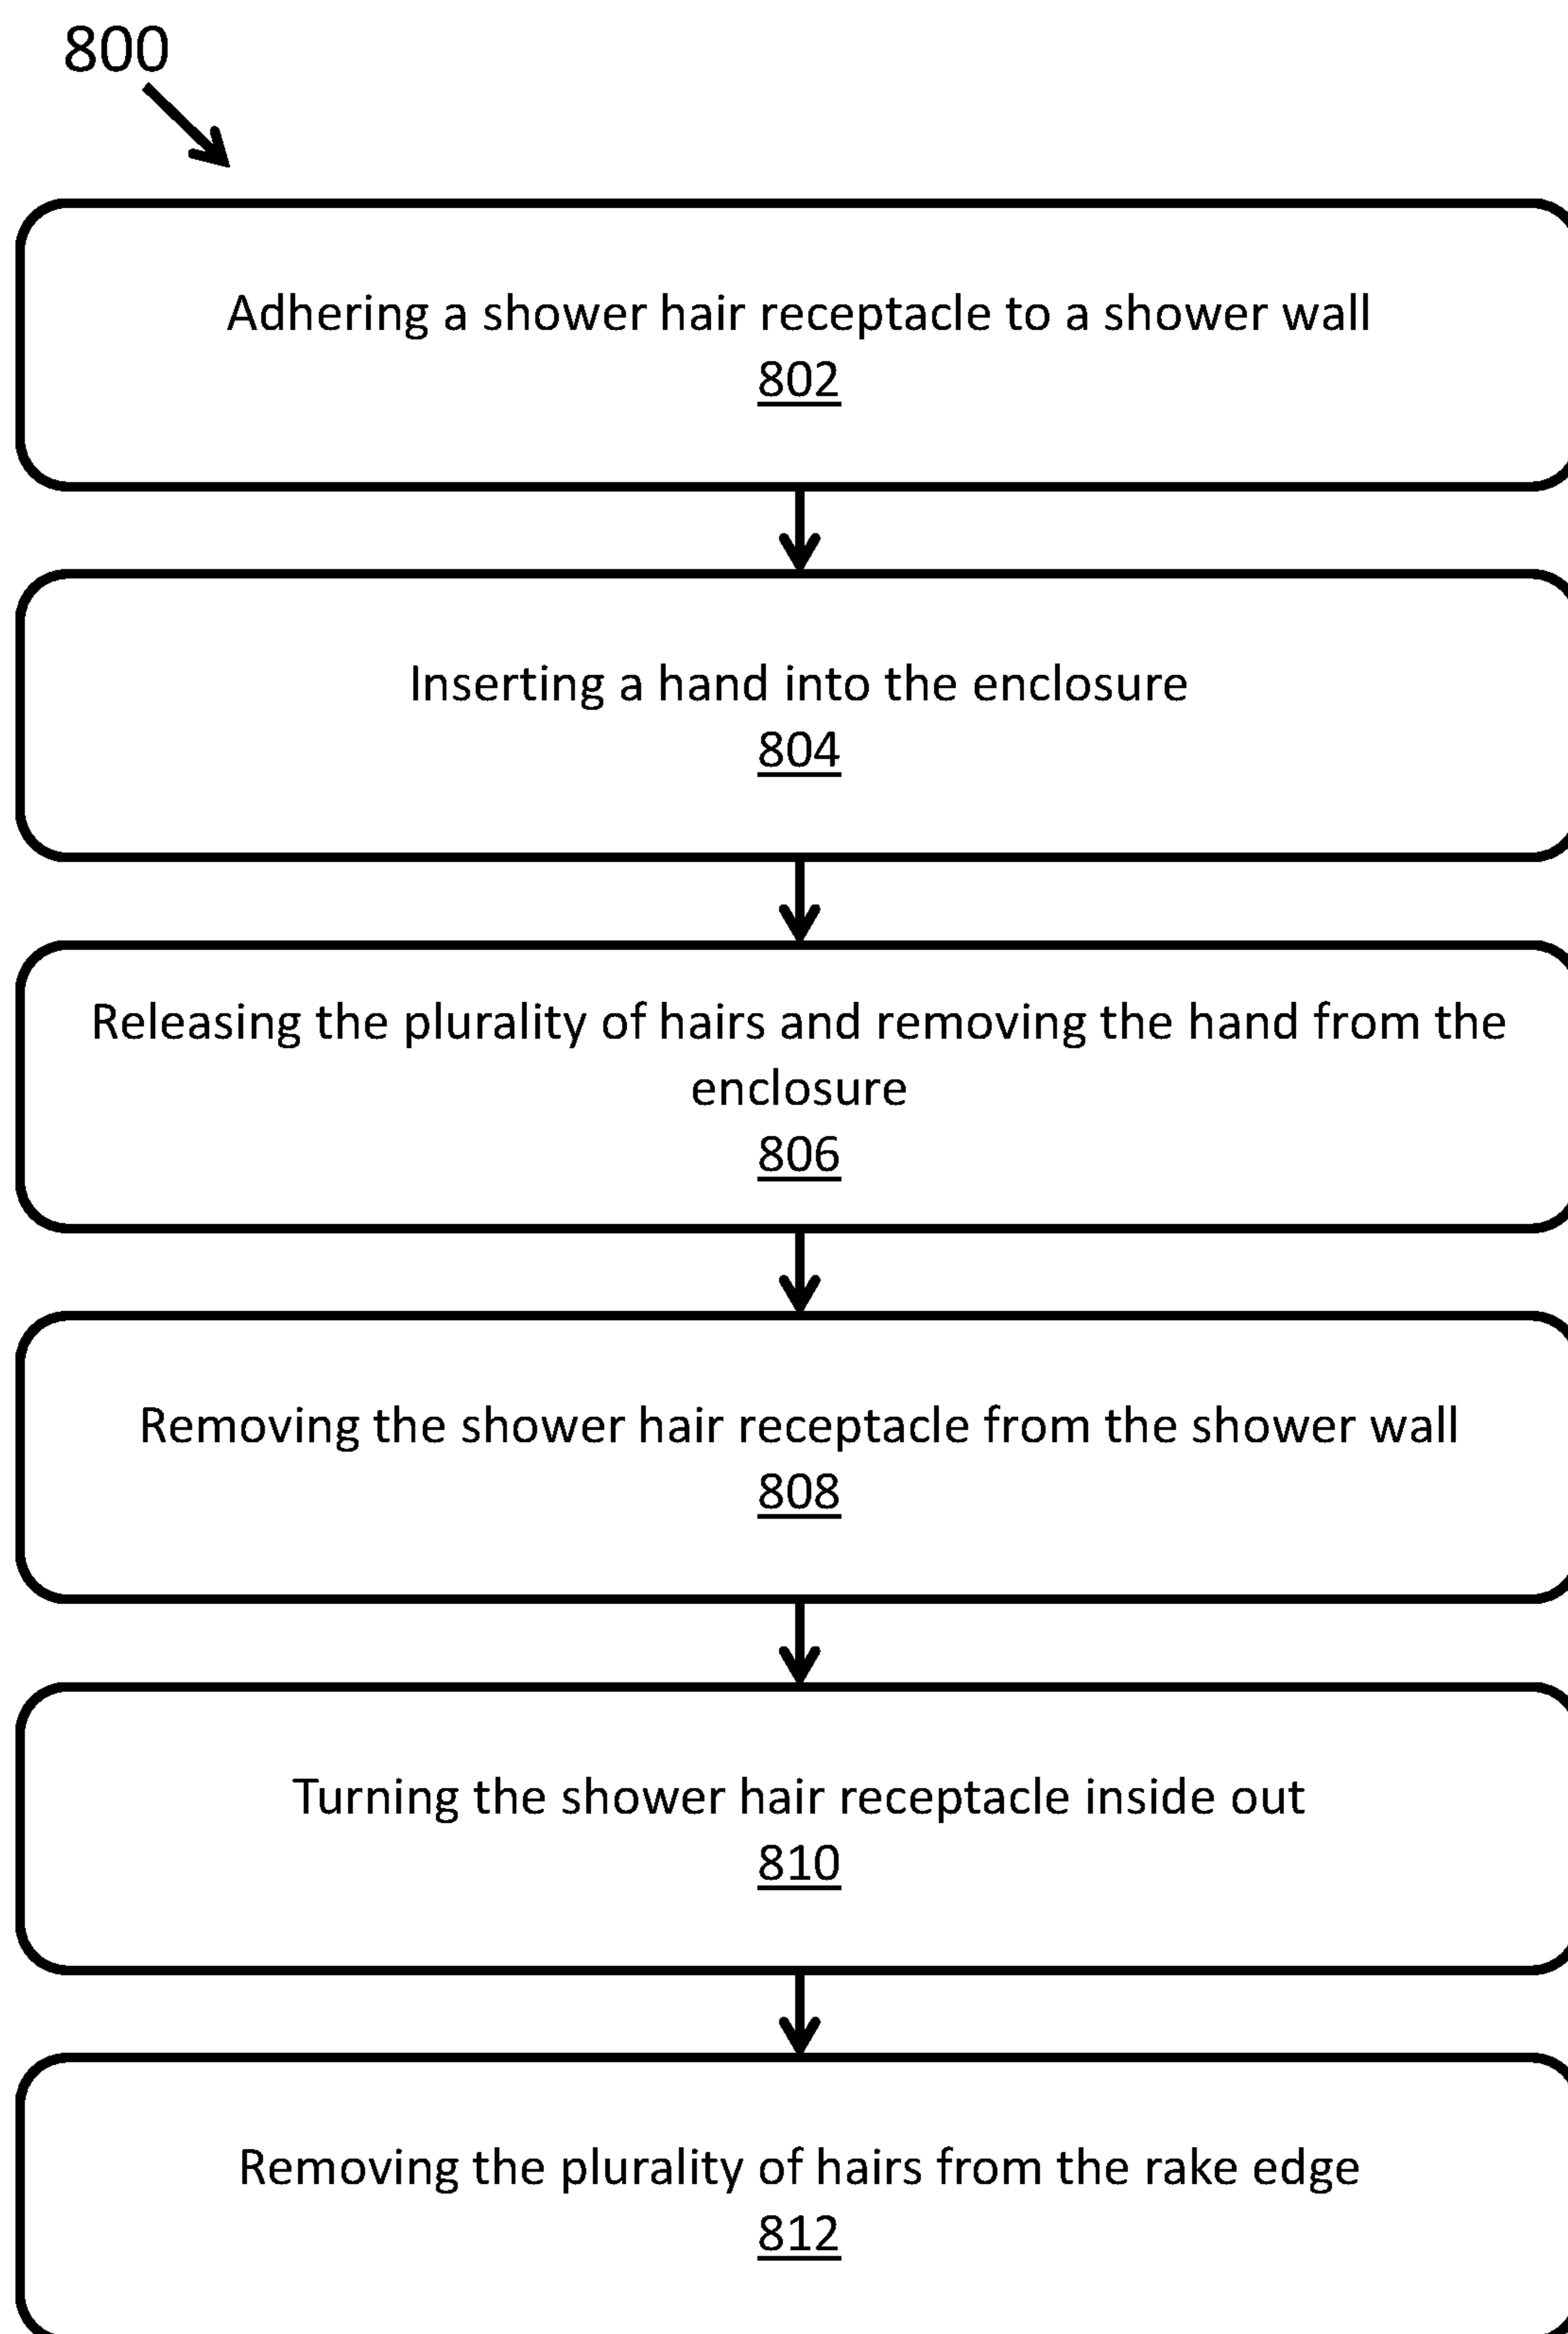 800
Adhering a shower hair receptacle to a shower wall
802
Inserting a hand into the enclosure
804
Releasing the plurality of hairs and removing the hand from the
enclosure
806
Removing the shower hair receptacle from the shower wall
808
Turning the shower hair receptacle inside out
810
Removing the plurality of hairs from the rake edge
812